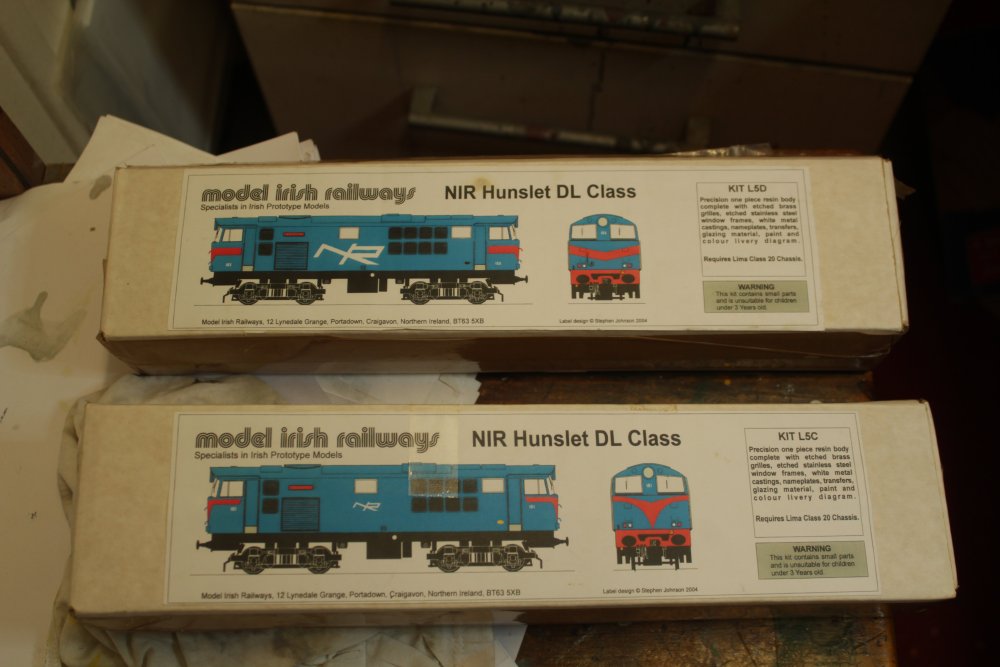 model irish railways
Specialists in Irish Prototype Models
NIR Hunslet DL Class
KIT L5D
Precision one piece resin body
complete with etched brass
grilles, etched stainless steel
window frames, white metal
castings, nameplates, transfers,
glazing material, paint and
colour livery diagram.
Requires Lima Class 20 Chassis.
WARNING
This kit contains small parts
and is unsuitable for children
under 3 Years old.
NIR
Model Irish Railways, 12 Lynedale Grange, Portadown, Craigavon, Northern Ireland, BT63 5XB
Label design © Stephen Johnson 2004
model irish railways
Specialists in Irish Prototype Models
NIR Hunslet DL Class
KIT L5C
Precision one piece resin body
complete with etched brass
grilles, etched stainless steel
window frames, white metal
castings, nameplates, transfers,
glazing material, paint and
colour livery diagram.
Requires Lima Class 20 Chassis.
WARNING
This kit contains small parts
and is unsuitable for children
under 3 Years old.
NIR
Model Irish Railways, 12 Lynedale Grange, Portadown, Craigavon, Northern Ireland, BT63 5XB
Label design © Stephen Johnson 2004